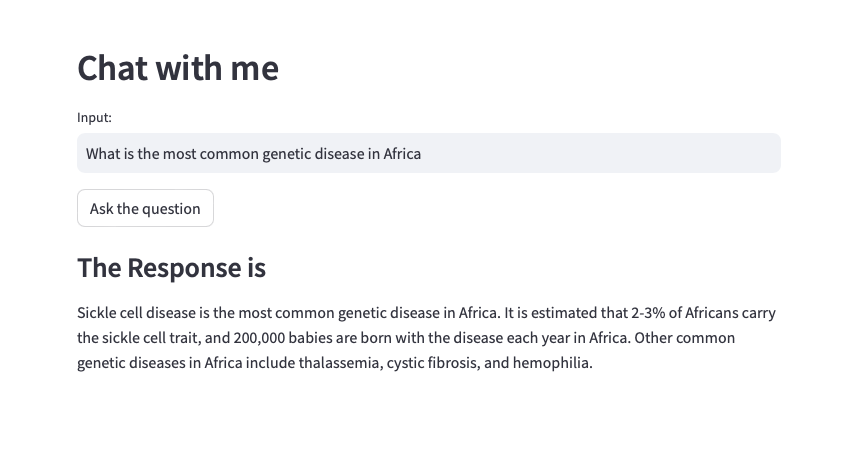 Chat with me
Input:
What is the most common genetic disease in Africa
Ask the question
The Response is
Sickle cell disease is the most common genetic disease in Africa. It is estimated that 2-3% of Africans carry
the sickle cell trait, and 200,000 babies are born with the disease each year in Africa. Other common
genetic diseases in Africa include thalassemia, cystic fibrosis, and hemophilia.